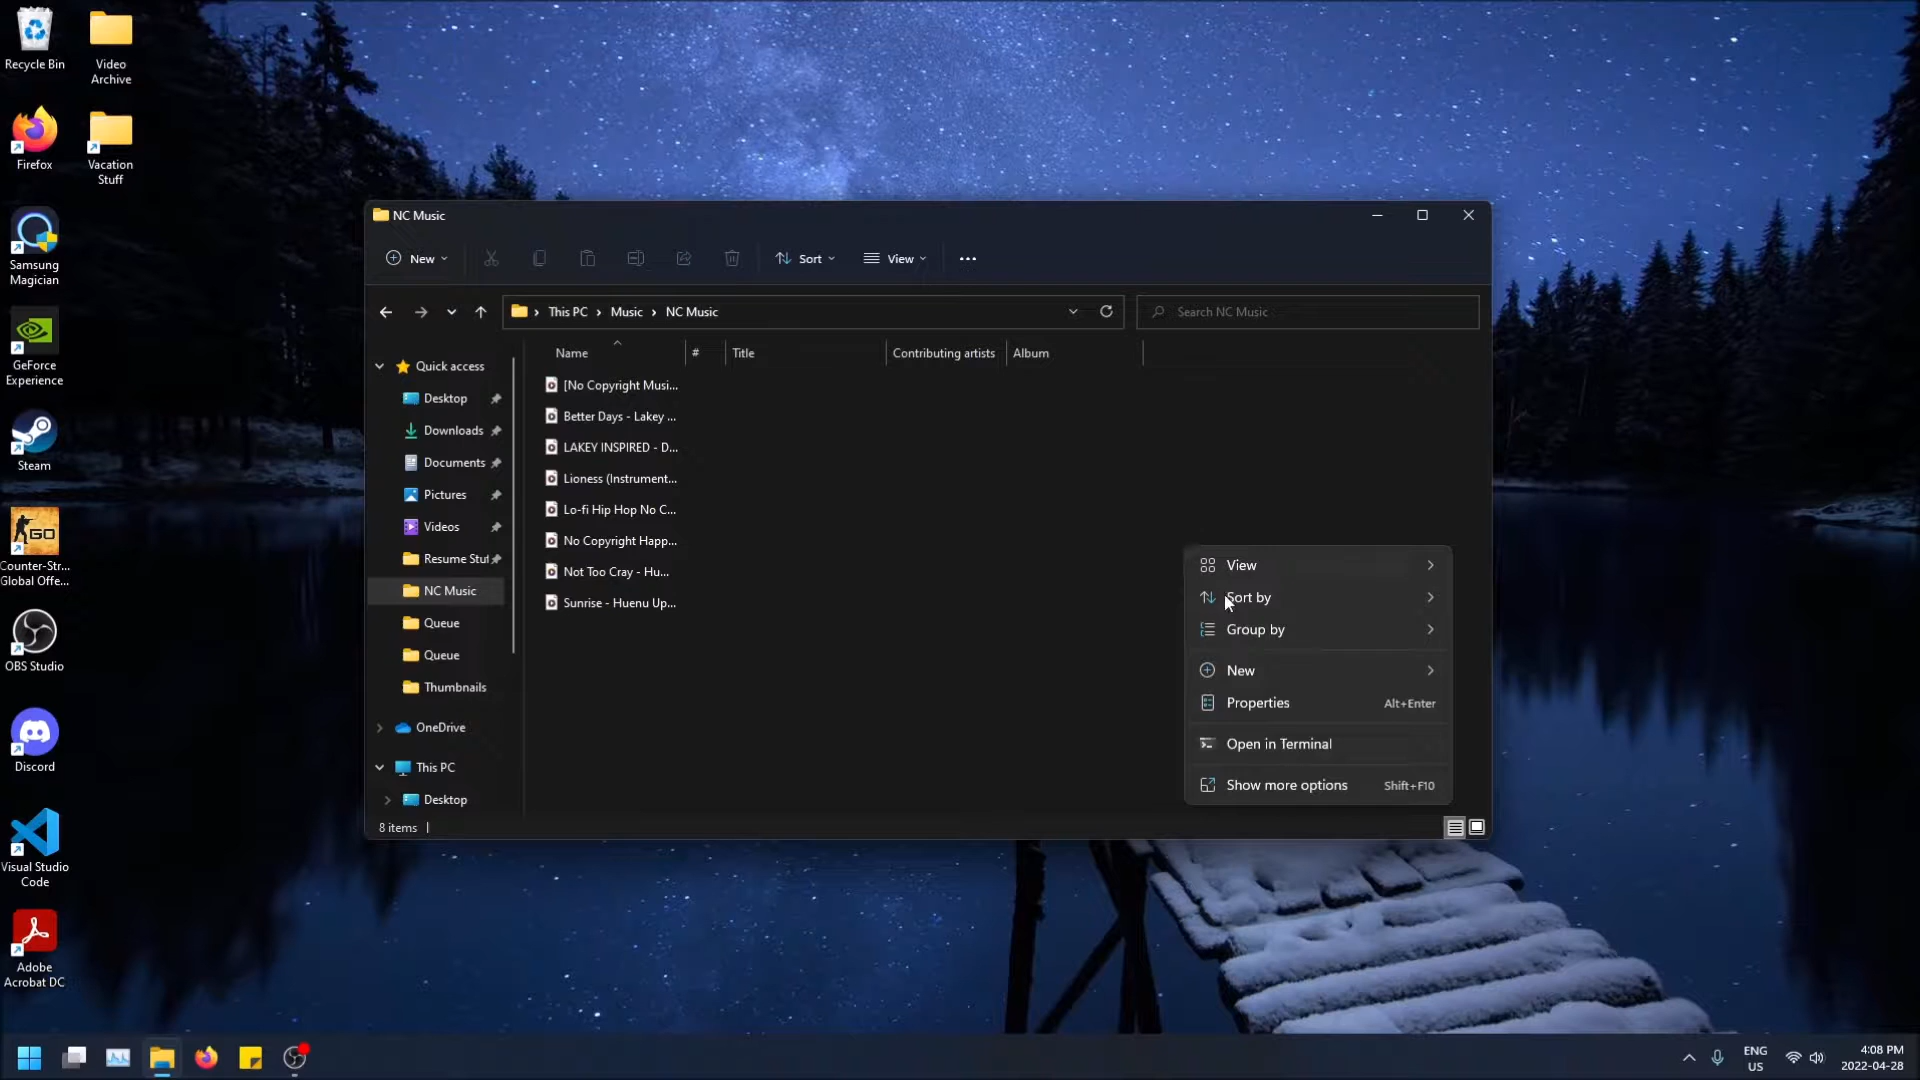 Recycle Bin
Video
Archive
Firefox
Vacation
Stuff
Samsung
Magician
GeForce
Experience
Steam
GO
Counter-Str...
Global Offe...
OBS Studio
Discord
Visual Studio
Code
Adobe
Acrobat DC
NC Music
New
Sort
View
This PC
Music
NC Music
Search NC Music
Name
#
Title
Contributing artists
Album
Quick access
Desktop
Downloads
Documents
Pictures
Videos
Resume Stuf
NC Music
Queue
Queue
Thumbnails
OneDrive
This PC
Desktop
[No Copyright Musi...
Better Days - Lakey ...
LAKEY INSPIRED - D...
Lioness (Instrument...
Lo-fi Hip Hop No C...
No Copyright Happ...
Not Too Cray - Hu...
Sunrise - Huenu Up...
View
Sort by
Group by
New
Properties Alt+Enter
Open in Terminal
Show more options Shift+F10
8 items
ENG
US
4:08 PM
2022-04-28